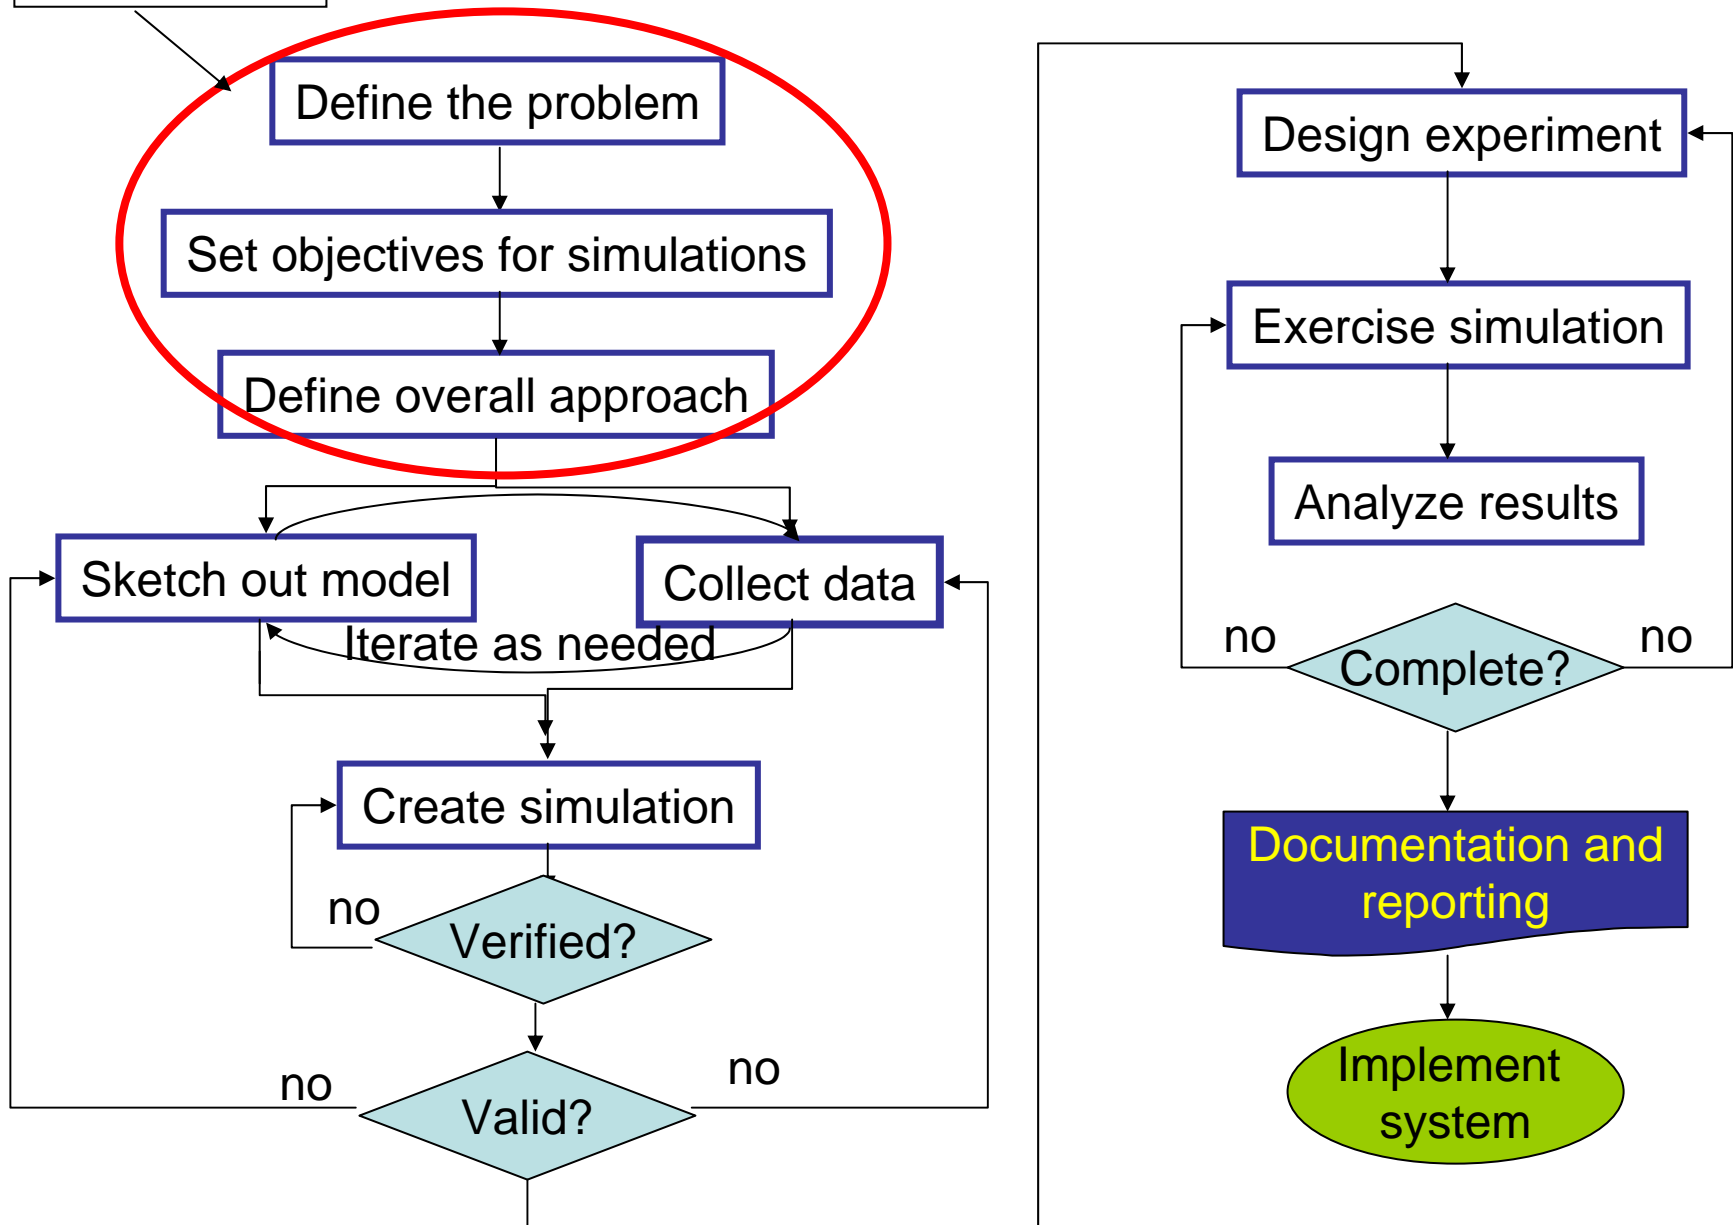 Define the problem
Set objectives for simulations
Define overall approach
Sketch out model
Collect data
Iterate as needed
Create simulation
no
Verified?
no
no
Valid?
Design experiment
Exercise simulation
Analyze results
no
no
Complete?
Documentation and
reporting
Implement
system